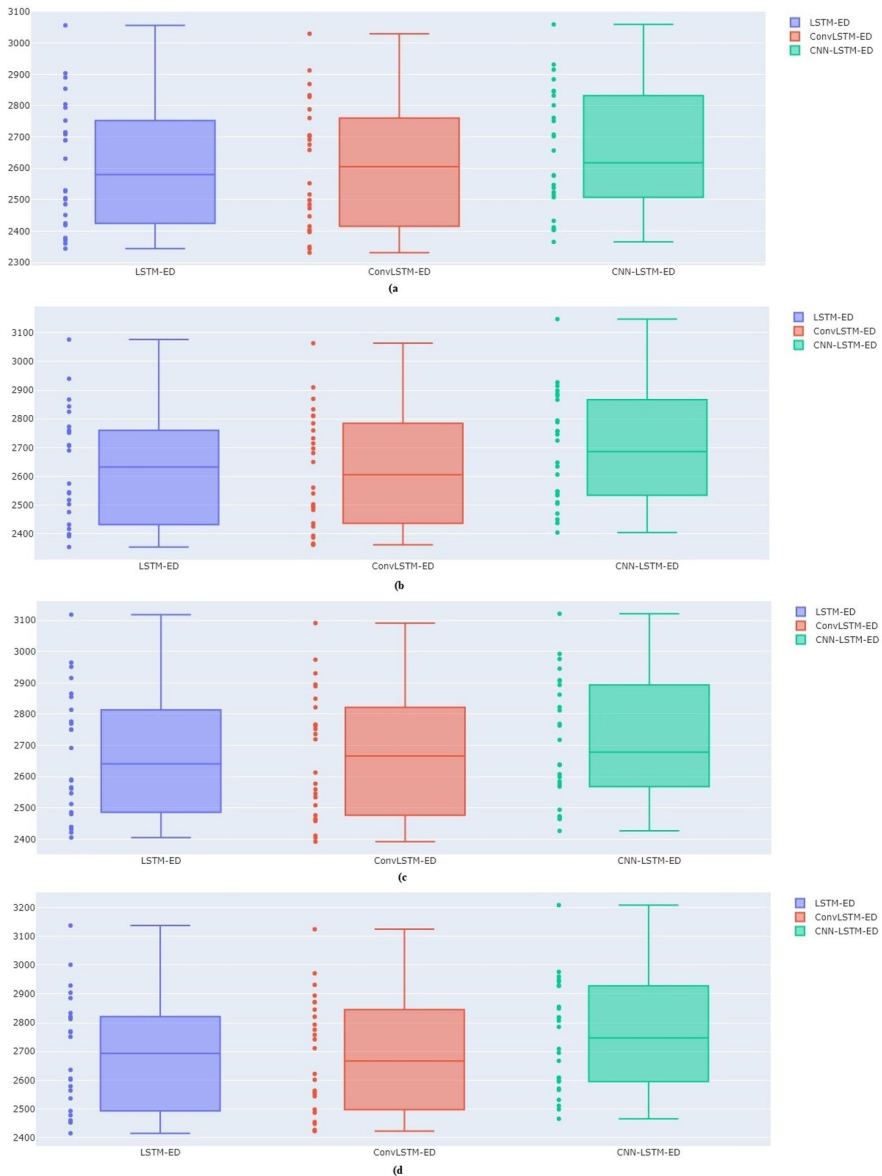 3100
3000
2900
2800
2700
2600
2500
2400
2300
LSTM-ED
ConvLSTM-ED
CNN-LSTM-ED
LSTM-ED
ConvLSTM-ED
CNN-LSTM-ED
(a
3100
3000
2900
2800
2700
2600
2500
2400
LSTM-ED
ConvLSTM-ED
CNN-LSTM-ED
LSTM-ED
ConvLSTM-ED
CNN-LSTM-ED
(b
3100
3000
2900
2800
2700
2600
2500
2400
LSTM-ED
ConvLSTM-ED
CNN-LSTM-ED
LSTM-ED
ConvLSTM-ED
CNN-LSTM-ED
(c
3200
3100
3000
2900
2800
2700
2600
2500
2400
LSTM-ED
ConvLSTM-ED
CNN-LSTM-ED
LSTM-ED
ConvLSTM-ED
CNN-LSTM-ED
(d